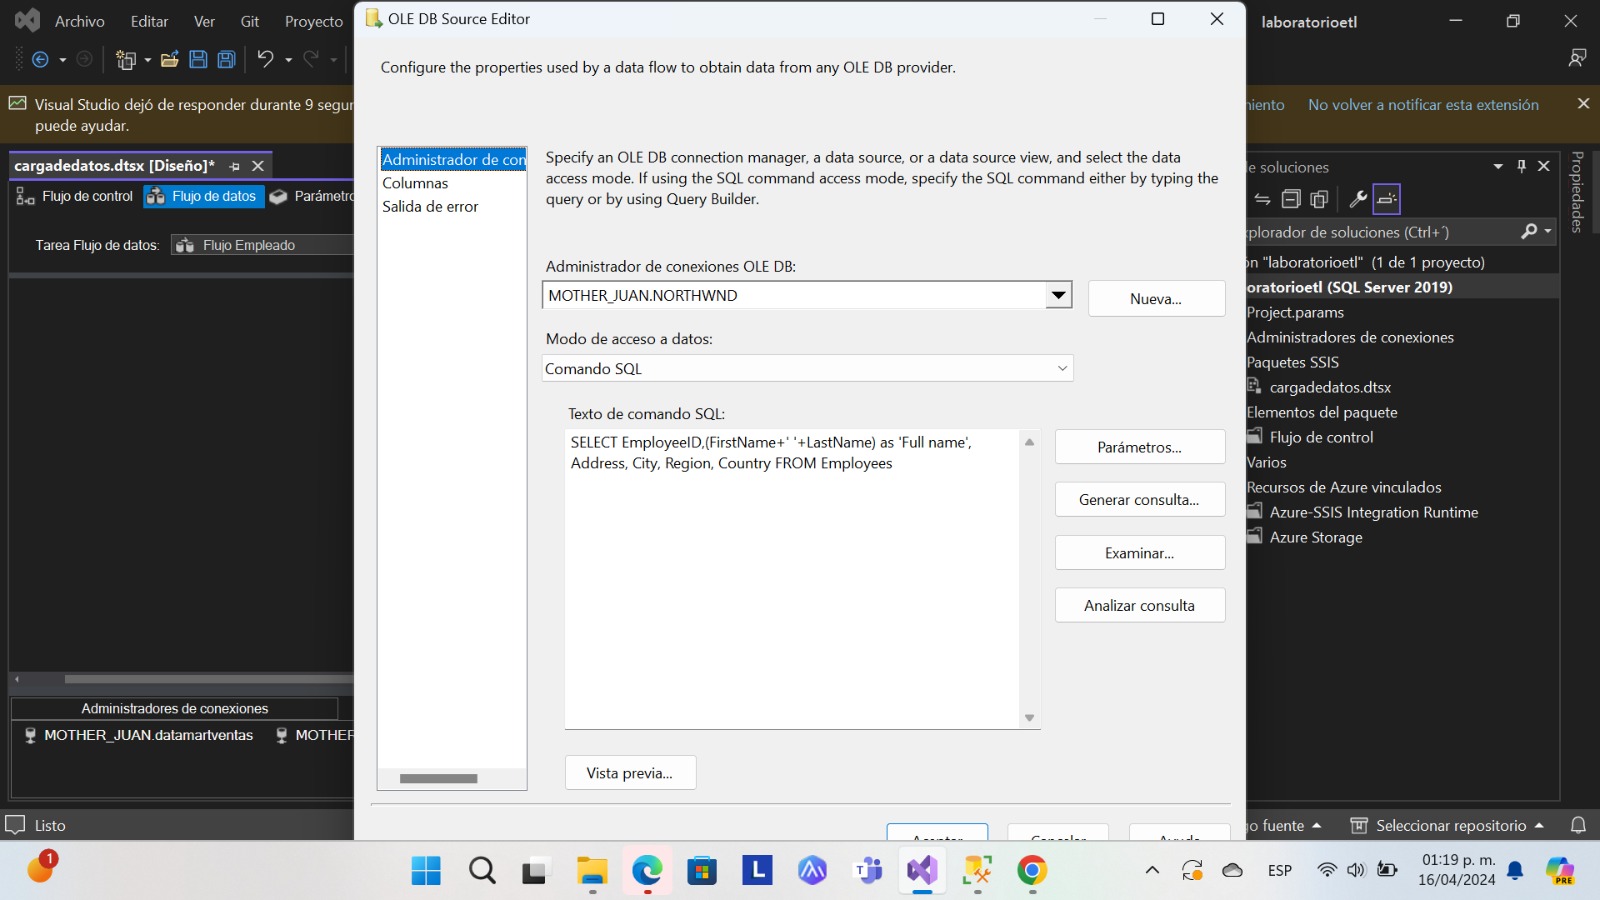 Archivo Editar Ver Git Proyecto
OLE DB Source Editor
laboratorioetl
Configure the properties used by a data flow to obtain data from any OLE DB provider.
Visual Studio dejó de responder durante 9 segur
puede ayudar.
niento No volver a notificar esta extensión
cargadedatos.dtsx [Diseño]*
Flujo de control Flujo de datos Parámetro
Tarea Flujo de datos: Flujo Empleado
Administrador de con
Columnas
Salida de error
Specify an OLE DB connection manager, a data source, or a data source view, and select the data
access mode. If using the SQL command access mode, specify the SQL command either by typing the
query or by using Query Builder.
Administrador de conexiones OLE DB:
MOTHER_JUAN.NORTHWND
Nueva...
Modo de acceso a datos:
Comando SQL
Texto de comando SQL:
SELECT EmployeeID,(FirstName+' '+LastName) as 'Full name',
Address, City, Region, Country FROM Employees
Parámetros...
Generar consulta...
Examinar...
Analizar consulta
Vista previa...
Aceptar Cancelar Ayuda
e soluciones
Propiedades
xplorador de soluciones (Ctrl+´)
ón "laboratorioetl" (1 de 1 proyecto)
oratorioetl (SQL Server 2019)
Project.params
Administradores de conexiones
Paquetes SSIS
cargadedatos.dtsx
Elementos del paquete
Flujo de control
Varios
Recursos de Azure vinculados
Azure-SSIS Integration Runtime
Azure Storage
Administradores de conexiones
MOTHER_JUAN.datamartventas MOTHER
Listo
go fuente Seleccionar repositorio
1
L
T
ESP
01:19 p. m.
16/04/2024
PRE